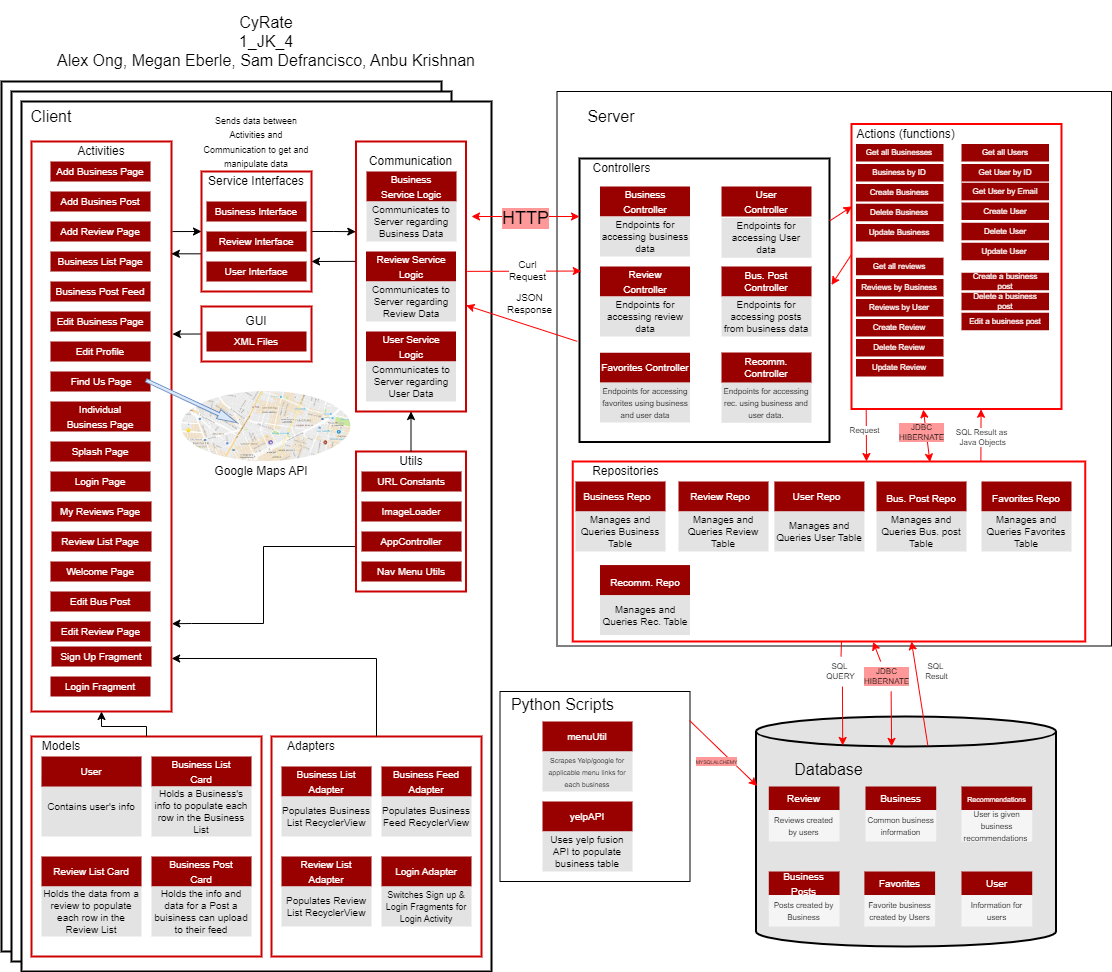 CyRate
1_JK_4
Alex Ong, Megan Eberle, Sam Defrancisco, Anbu Krishnan
Client
Activities
Add Business Page
Add Busines Post
Add Review Page
Business List Page
Business Post Feed
Edit Business Page
Edit Profile
Find Us Page
Individual
Business Page
Splash Page
Login Page
My Reviews Page
Review List Page
Welcome Page
Edit Bus Post
Edit Review Page
Sign Up Fragment
Login Fragment
Sends data between
Activities and
Communication to get and
manipulate data
Service Interfaces
Business Interface
Review Interface
User Interface
GUI
XML Files
Google Maps API
Communication
Business
Service Logic
Communicates to
Server regarding
Business Data
Review Service
Logic
Communicates to
Server regarding
Review Data
User Service
Logic
Communicates to
Server regarding
User Data
Utils
URL Constants
ImageLoader
AppController
Nav Menu Utils
Models
User
Contains user's info
Business List
Card
Holds a Business's
info to populate each
row in the Business
List
Review List Card
Holds the data from a
review to populate
each row in the
Review List
Business Post
Card
Holds the info and
data for a Post a
business can upload
to their feed
Adapters
Business List
Adapter
Populates Business
List RecyclerView
Business Feed
Adapter
Populates Business
Feed RecyclerView
Review List
Adapter
Populates Review
List RecyclerView
Login Adapter
Switches Sign up &
Login Fragments for
Login Activity
HTTP
Curl
Request
JSON
Response
Server
Controllers
Business
Controller
Endpoints for
accessing business
data
User
Controller
Endpoints for
accessing User
data
Review
Controller
Endpoints for
accessing review
data
Bus. Post
Controller
Endpoints for
accessing posts
from business data
Favorites Controller
Endpoints for accessing
favorites using business
and user data
Recomm.
Controller
Endpoints for accessing
rec. using business and
user data.
Actions (functions)
Get all Businesses
Business by ID
Create Business
Delete Business
Update Business
Get all reviews
Reviews by Business
Reviews by User
Create Review
Delete Review
Update Review
Get all Users
Get User by ID
Get User by Email
Create User
Delete User
Update User
Create a business
post
Delete a business
post
Edit a business post
Request
JDBC
HIBERNATE
SQL Result as
Java Objects
Repositories
Business Repo
Manages and
Queries Business
Table
Review Repo
Manages and
Queries Review
Table
User Repo
Manages and
Queries User Table
Bus. Post Repo
Manages and
Queries Bus. post
Table
Favorites Repo
Manages and
Queries Favorites
Table
Recomm. Repo
Manages and
Queries Rec. Table
SQL
QUERY
JDBC
HIBERNATE
SQL
Result
Python Scripts
menuUtil
Scrapes Yelp/google for
applicable menu links for
each business
yelpAPI
Uses yelp fusion
API to populate
business table
MYSQLALCHEMY
Database
Review
Reviews created
by users
Business
Common business
information
Recommendations
User is given
business
recommendations
Business
Posts
Posts created by
Business
Favorites
Favorite business
created by Users
User
Information for
users